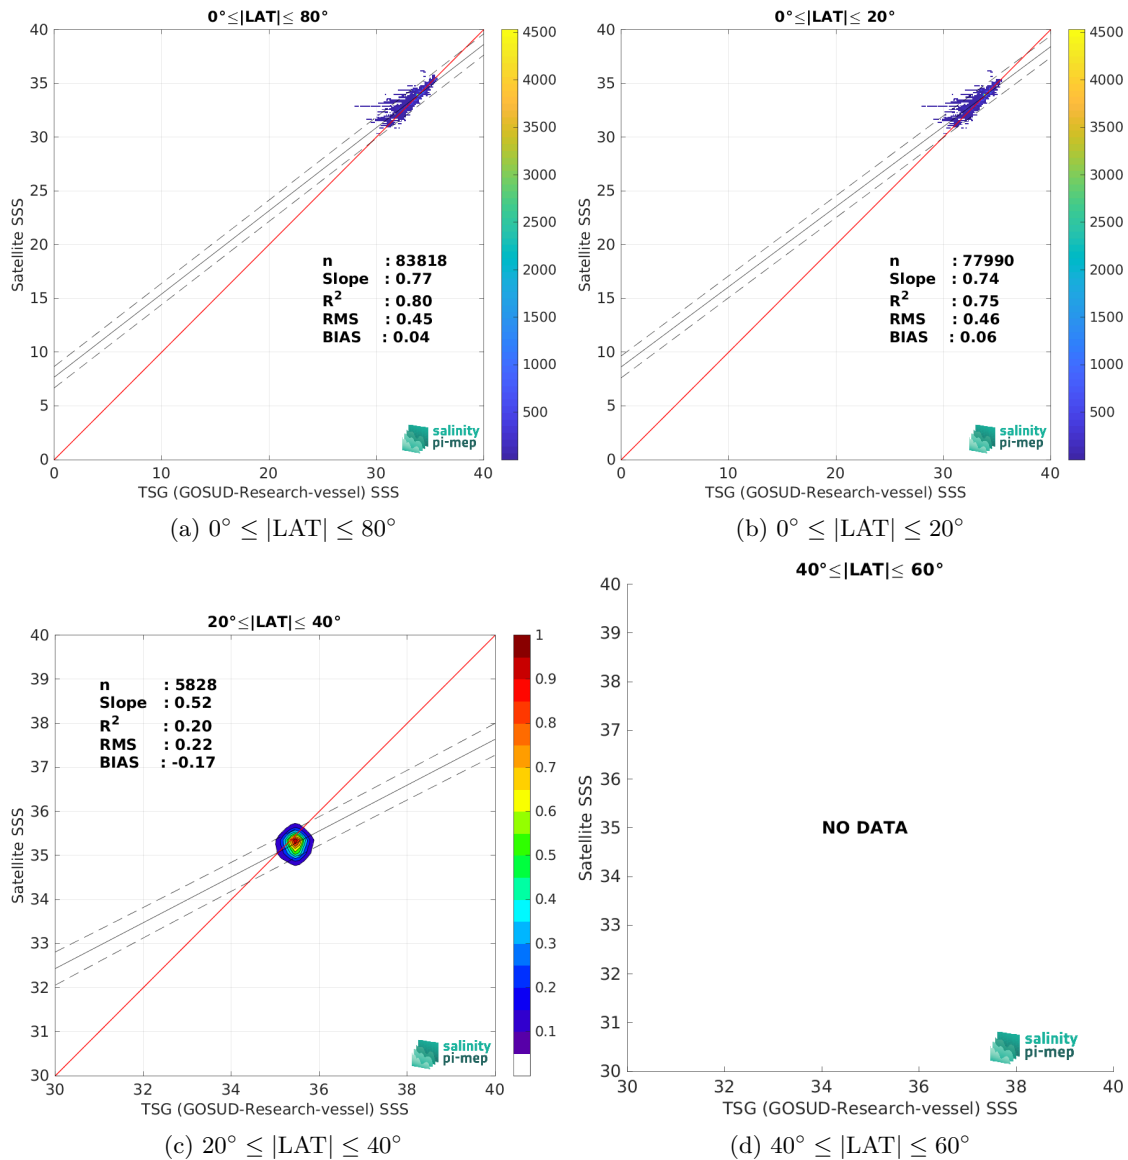 0°≤|LAT|≤ 80°
40
35
30
25
20
15
10
5
0
Satellite SSS
n : 83818
Slope : 0.77
R² : 0.80
RMS : 0.45
BIAS : 0.04
salinity
pi-mep
0 10 20 30 40
TSG (GOSUD-Research-vessel) SSS
4500
4000
3500
3000
2500
2000
1500
1000
500
(a) 0° ≤ |LAT| ≤ 80°
0°≤|LAT|≤ 20°
40
35
30
25
20
15
10
5
0
Satellite SSS
n : 77990
Slope : 0.74
R² : 0.75
RMS : 0.46
BIAS : 0.06
salinity
pi-mep
0 10 20 30 40
TSG (GOSUD-Research-vessel) SSS
4500
4000
3500
3000
2500
2000
1500
1000
500
(b) 0° ≤ |LAT| ≤ 20°
20°≤|LAT|≤ 40°
40
39
38
37
36
35
34
33
32
31
30
Satellite SSS
n : 5828
Slope : 0.52
R² : 0.20
RMS : 0.22
BIAS : -0.17
salinity
pi-mep
30 32 34 36 38 40
TSG (GOSUD-Research-vessel) SSS
1
0.9
0.8
0.7
0.6
0.5
0.4
0.3
0.2
0.1
(c) 20° ≤ |LAT| ≤ 40°
40°≤|LAT|≤ 60°
40
39
38
37
36
35
34
33
32
31
30
Satellite SSS
NO DATA
salinity
pi-mep
30 32 34 36 38 40
TSG (GOSUD-Research-vessel) SSS
(d) 40° ≤ |LAT| ≤ 60°